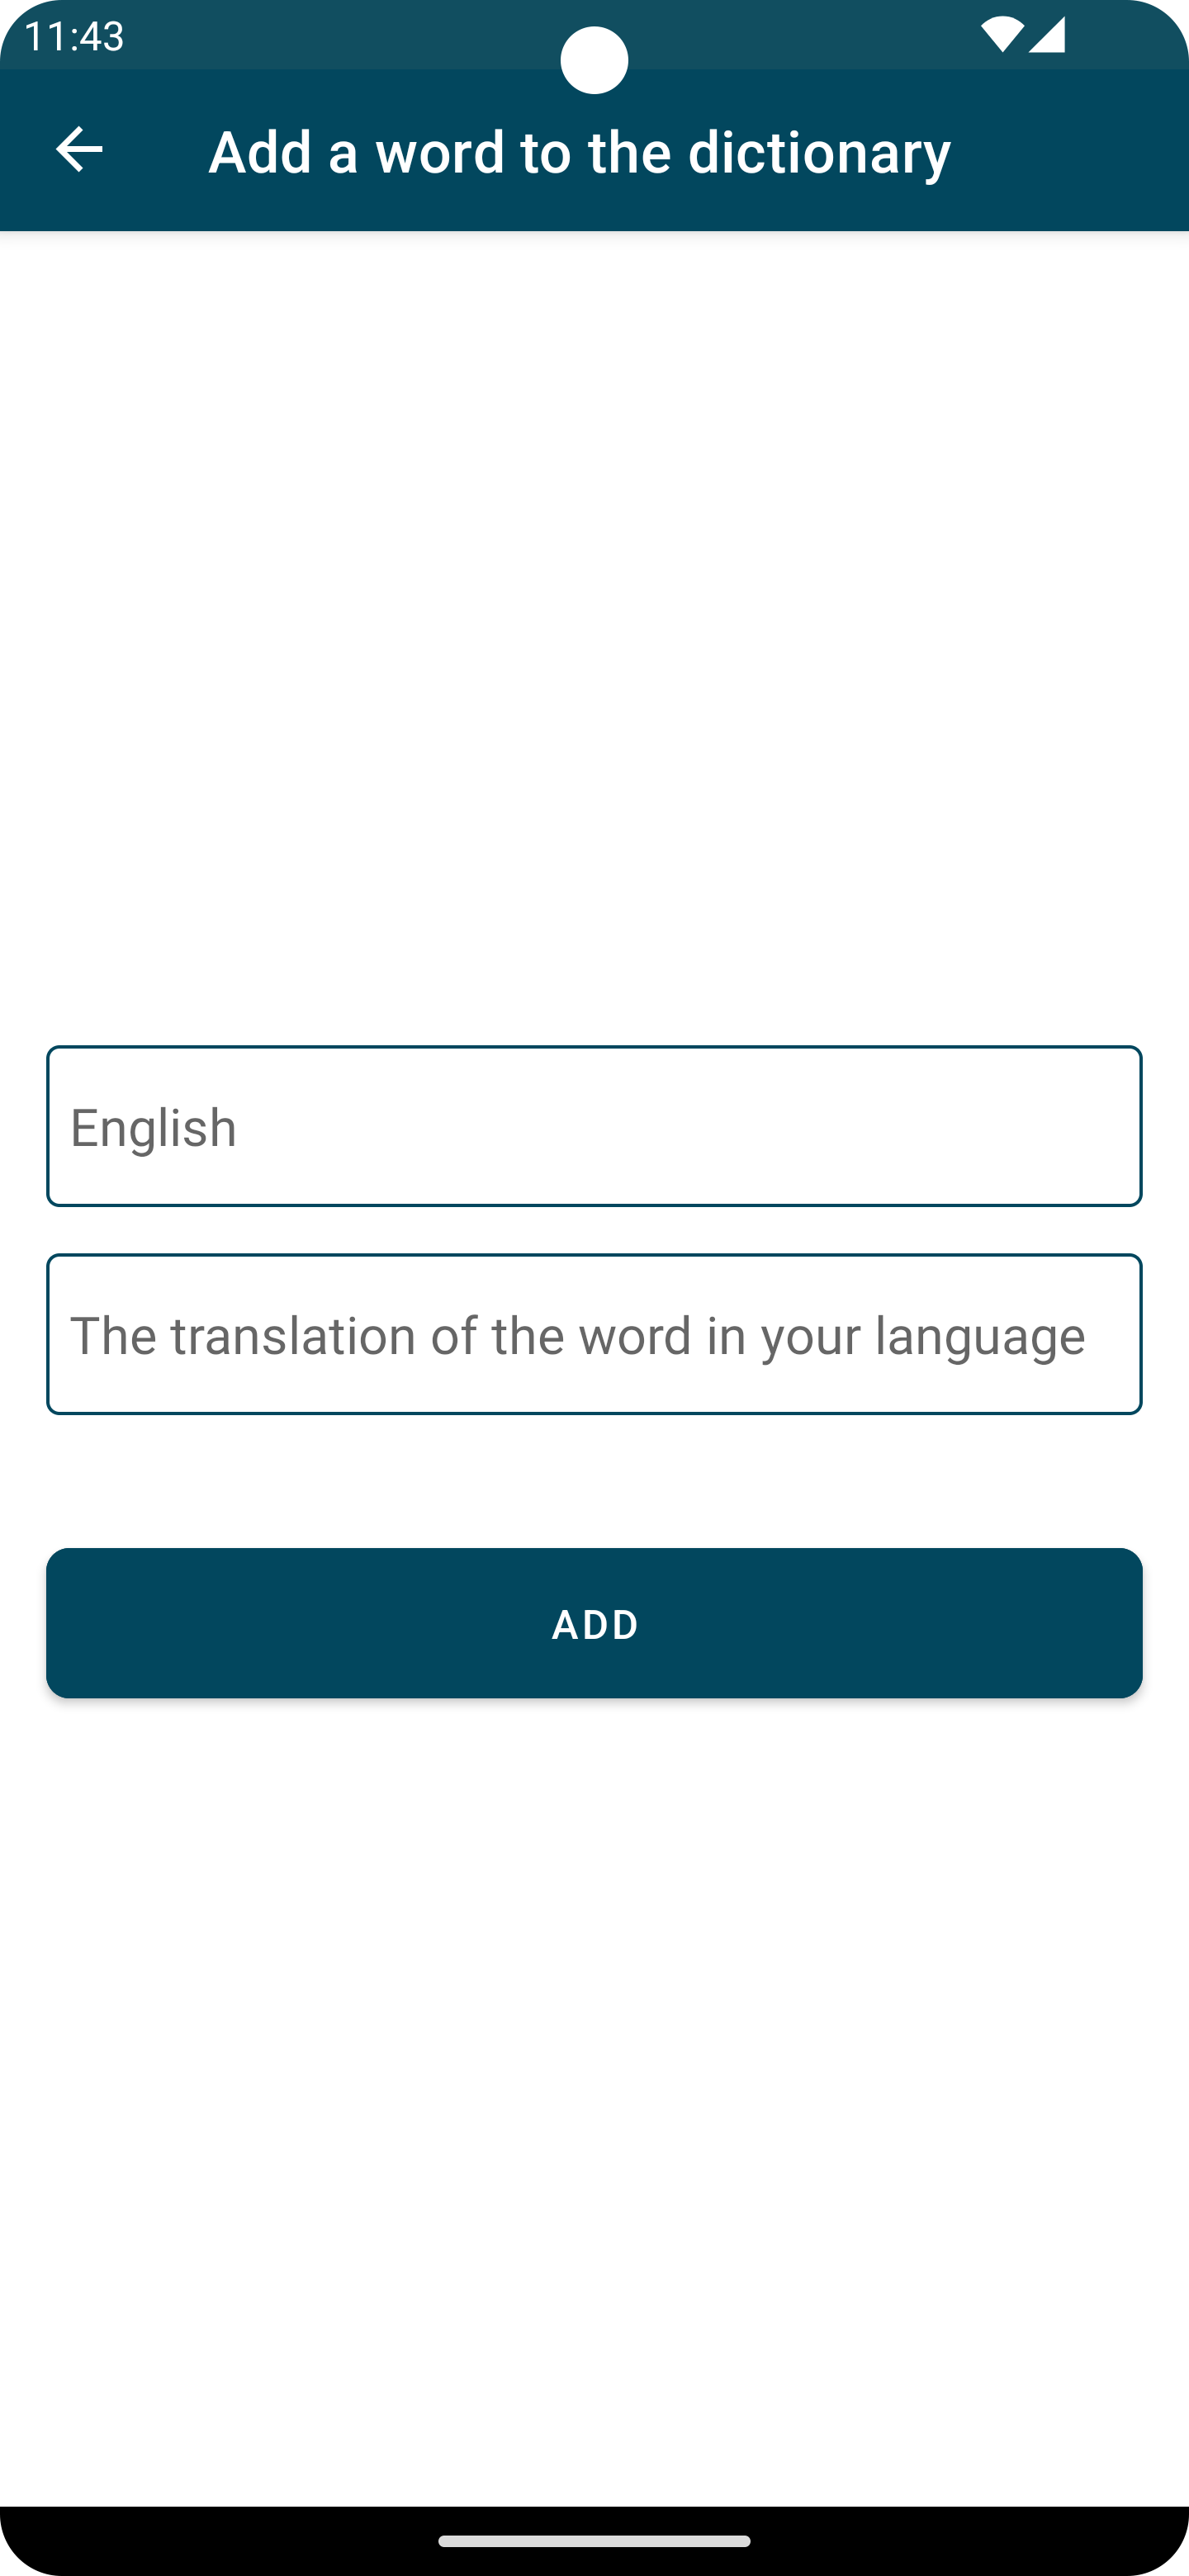 11:43
Add a word to the dictionary
English
The translation of the word in your language
ADD